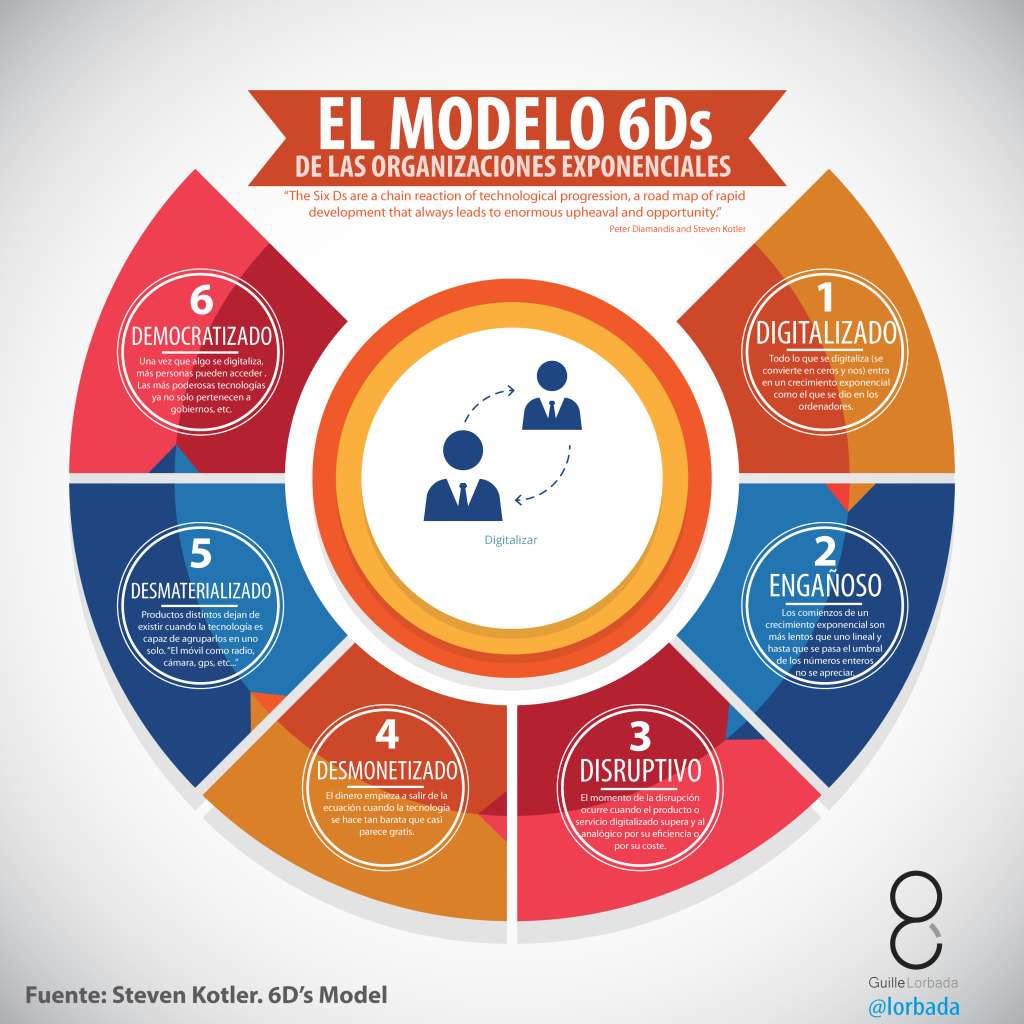 EL MODELO 6Ds
DE LAS ORGANIZACIONES EXPONENCIALES
“The Six Ds are a chain reaction of technological progression, a road map of rapid
development that always leads to enormous upheaval and opportunity.”
Peter Diamandis and Steven Kotler
1
DIGITALIZADO
Todo lo que se digitaliza (se
convierte en ceros y nos) entra
en un crecimiento exponencial
como el que se dio en los
ordenadores.
2
ENGAÑOSO
Los comienzos de un
crecimiento exponencial son
más lentos que uno lineal y
hasta que se pasa el umbral
de los números enteros
no se apreciar.
3
DISRUPTIVO
El momento de la disrupción
ocurre cuando el producto o
servicio digitalizado supera y al
analógico por su eficiencia o
por su coste.
4
DESMONETIZADO
El dinero empieza a salir de la
ecuación cuando la tecnología
se hace tan barata que casi
parece gratis.
5
DESMATERIALIZADO
Productos distintos dejan de
existir cuando la tecnología es
capaz de agruparlos en uno
solo. “El móvil como radio,
cámara, gps, etc...”
6
DEMOCRATIZADO
Una vez que algo se digitaliza,
más personas pueden acceder .
Las más poderosas tecnologías
ya no solo pertenecen a
gobiernos, etc.
Digitalizar
Fuente: Steven Kotler. 6D’s Model
GuilleLorbada
@lorbada